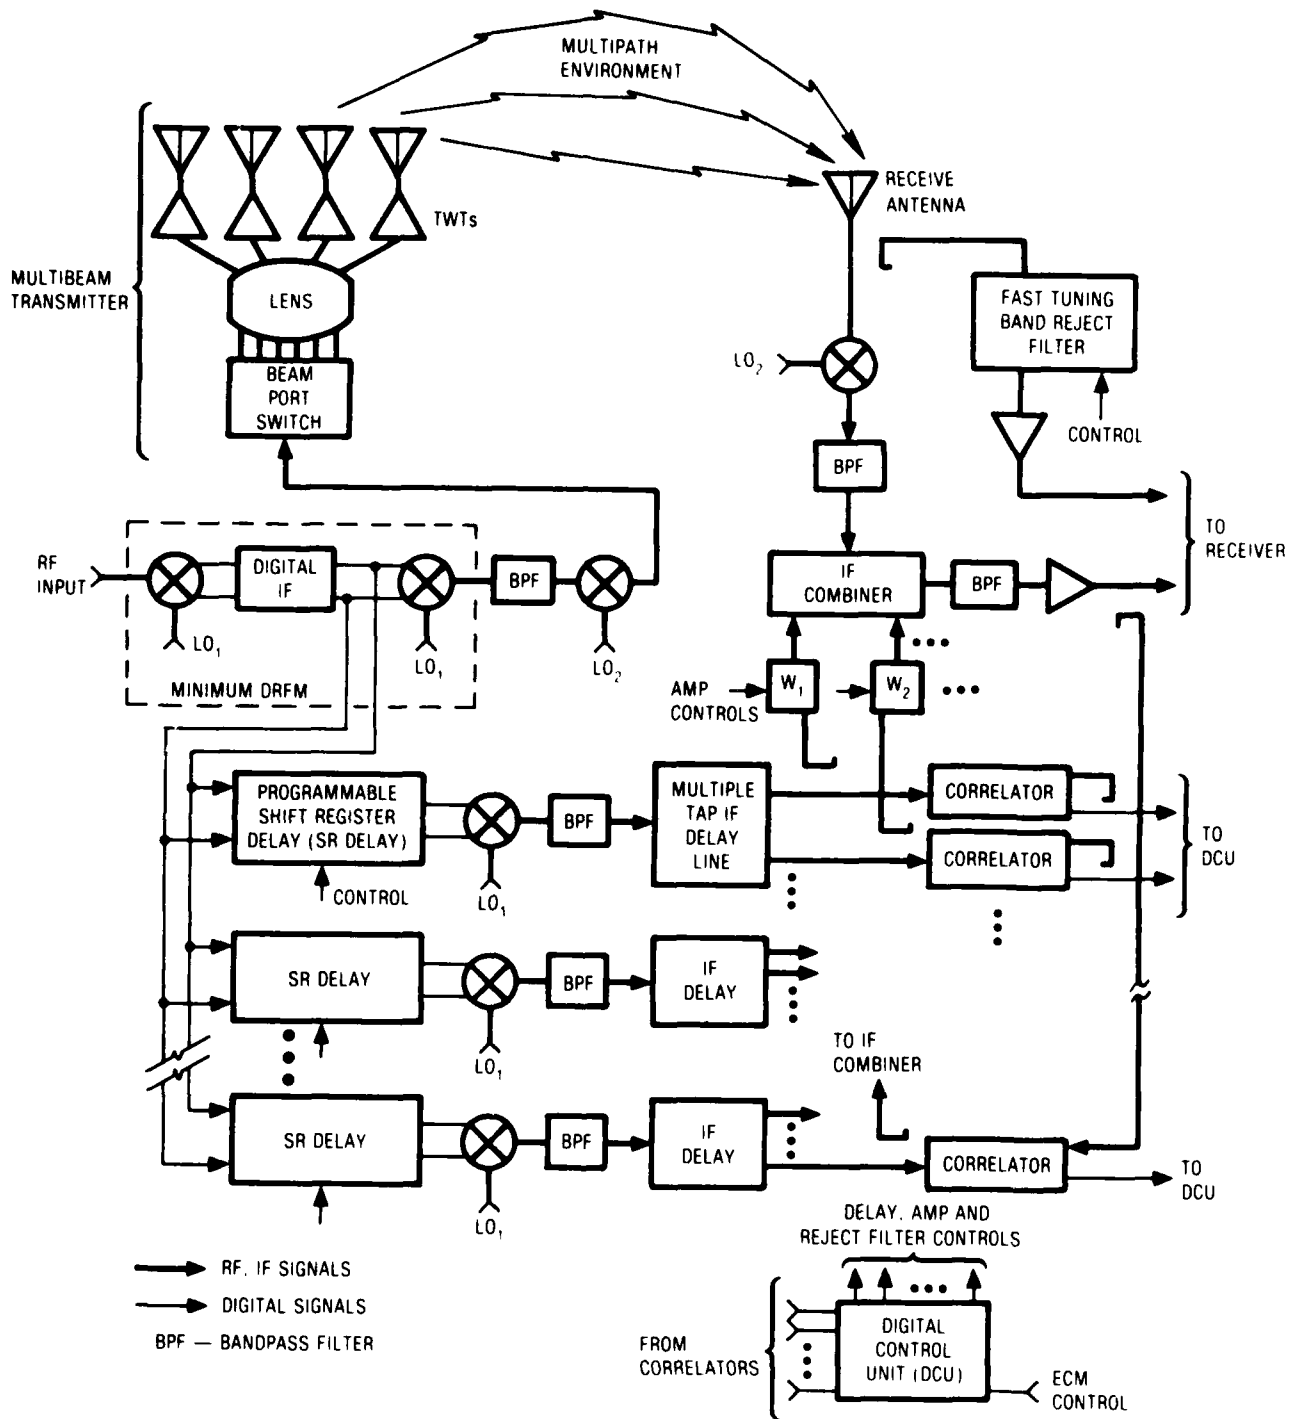 MULTIPATH
ENVIRONMENT
RECEIVE
ANTENNA
TWTs
MULTIBEAM
TRANSMITTER
LENS
FAST TUNING
BAND REJECT
FILTER
LO2
BEAM
PORT
SWITCH
CONTROL
BPF
TO
RECEIVER
RF
INPUT
DIGITAL
IF
BPF
IF
COMBINER
BPF
LO1
LO1
LO2
MINIMUM DRFM
AMP
CONTROLS
W1
W2
PROGRAMMABLE
SHIFT REGISTER
DELAY (SR DELAY)
BPF
MULTIPLE
TAP IF
DELAY
LINE
CORRELATOR
CORRELATOR
TO
DCU
CONTROL
LO1
SR DELAY
BPF
IF
DELAY
LO1
TO IF
COMBINER
SR DELAY
BPF
IF
DELAY
CORRELATOR
TO
DCU
LO1
DELAY, AMP AND
REJECT FILTER CONTROLS
RF, IF SIGNALS
DIGITAL SIGNALS
BPF — BANDPASS FILTER
FROM
CORRELATORS
DIGITAL
CONTROL
UNIT (DCU)
ECM
CONTROL